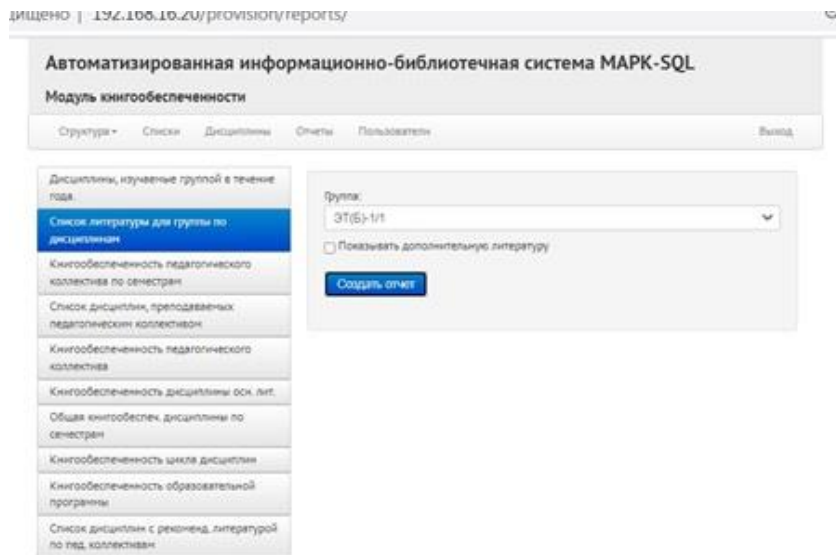 ищено | 192.168.16.20/provision/reports/
Автоматизированная информационно-библиотечная система МАРК-SQL
Модуль книгообеспеченности
Структура Списки Дисциплины Отчеты Пользователи Выход
Дисциплины, изучаемые группой в течение
года.
Список литературы для группы по
дисциплинам
Книгообеспеченность педагогического
коллектива по семестрам
Список дисциплин, преподаваемых
педагогическим коллективом
Книгообеспеченность педагогического
коллектива
Книгообеспеченность дисциплины осн. лит.
Общая книгообеспеч. дисциплины по
семестрам
Книгообеспеченность цикла дисциплин
Книгообеспеченность образовательной
программы
Список дисциплин с рекоменд. литературой
по пед. коллективам
Группа:
ЭТ(Б)-1/1
Показывать дополнительную литературу
Создать отчет